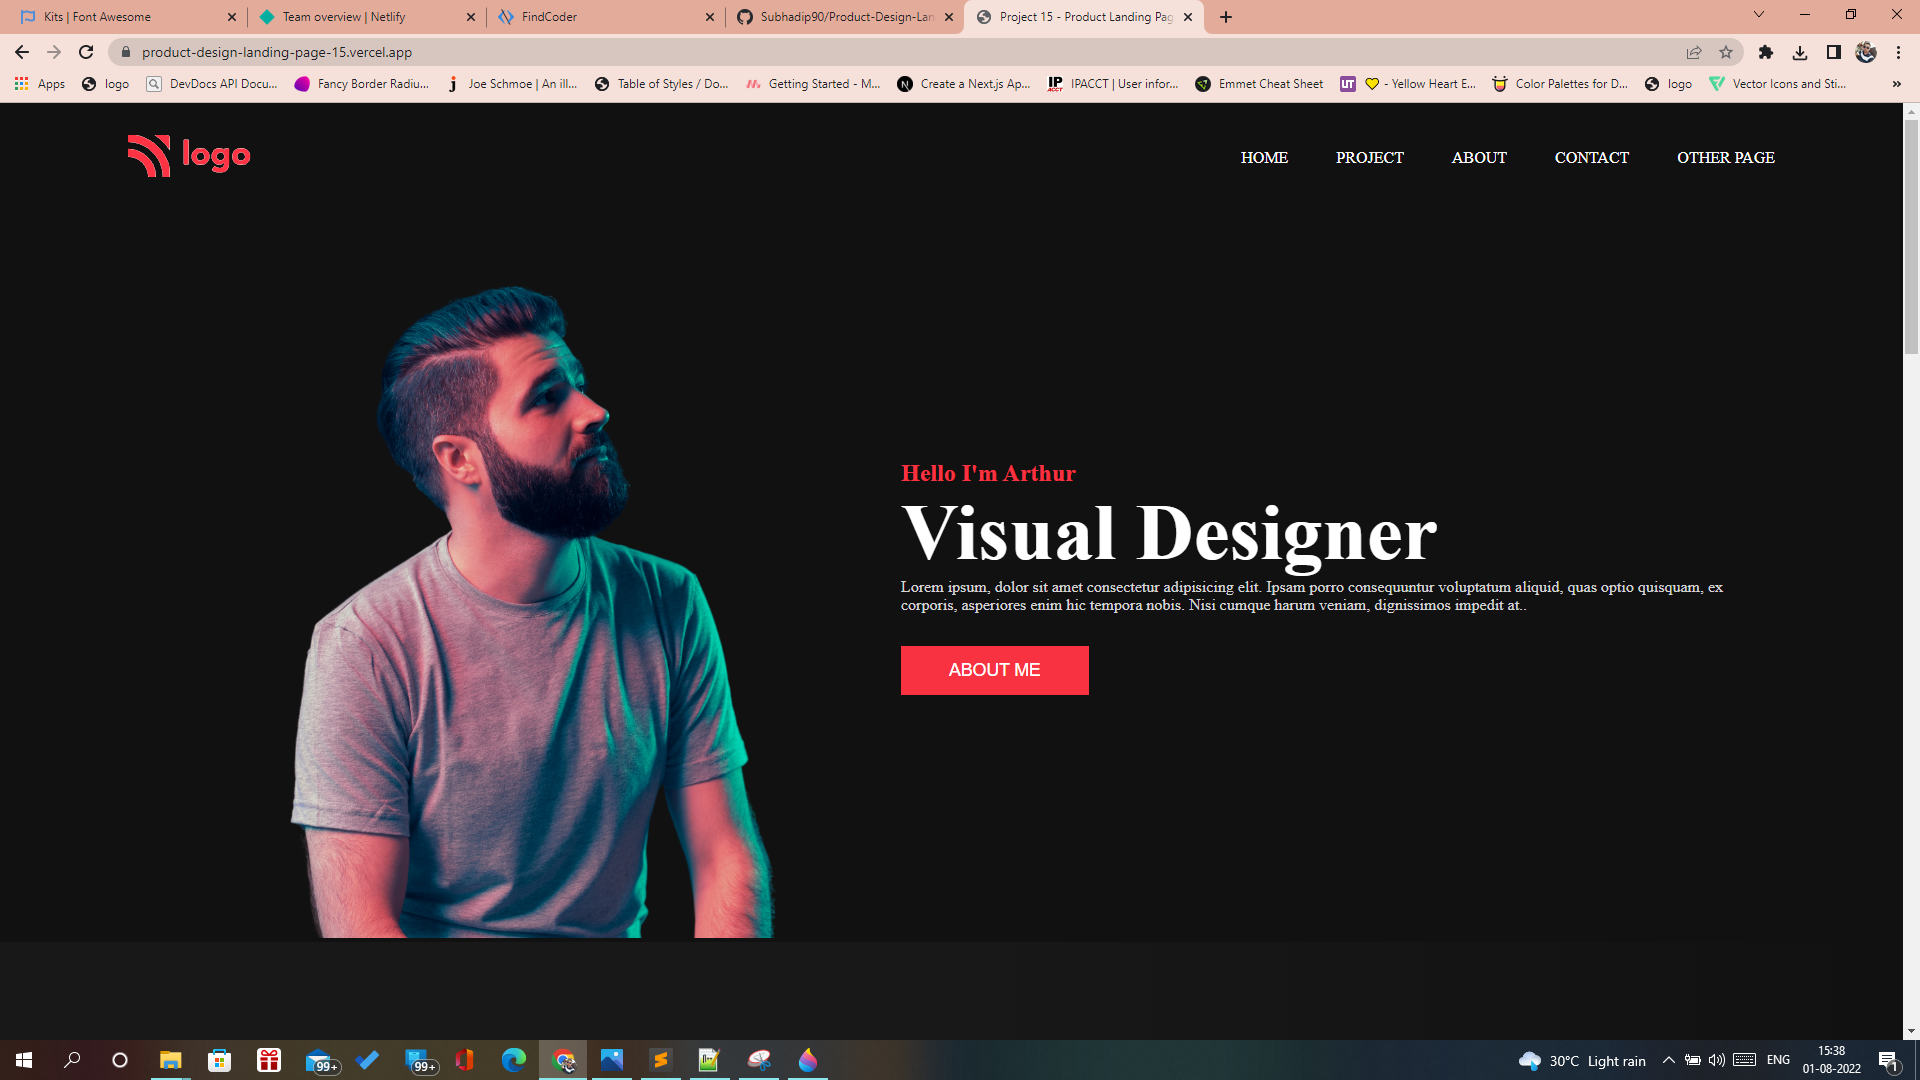 Kits | Font Awesome
Team overview | Netlify
FindCoder
Subhadip90/Product-Design-Lan
Project 15 - Product Landing Pag
product-design-landing-page-15.vercel.app
Apps
logo
DevDocs API Docu...
Fancy Border Radiu...
j
Joe Schmoe | An ill...
Table of Styles / Do...
Getting Started - M...
N
Create a Next.js Ap...
IP
ACCT
IPACCT | User infor...
Emmet Cheat Sheet
UT
- Yellow Heart E...
Color Palettes for D...
logo
Vector Icons and Sti...
»
logo
HOME
PROJECT
ABOUT
CONTACT
OTHER PAGE
Hello I'm Arthur
Visual Designer
Lorem ipsum, dolor sit amet consectetur adipisicing elit. Ipsam porro consequuntur voluptatum aliquid, quas optio quisquam, ex
corporis, asperiores enim hic tempora nobis. Nisi cumque harum veniam, dignissimos impedit at..
ABOUT ME
99+
99+
30°C Light rain
ENG
15:38
01-08-2022
1